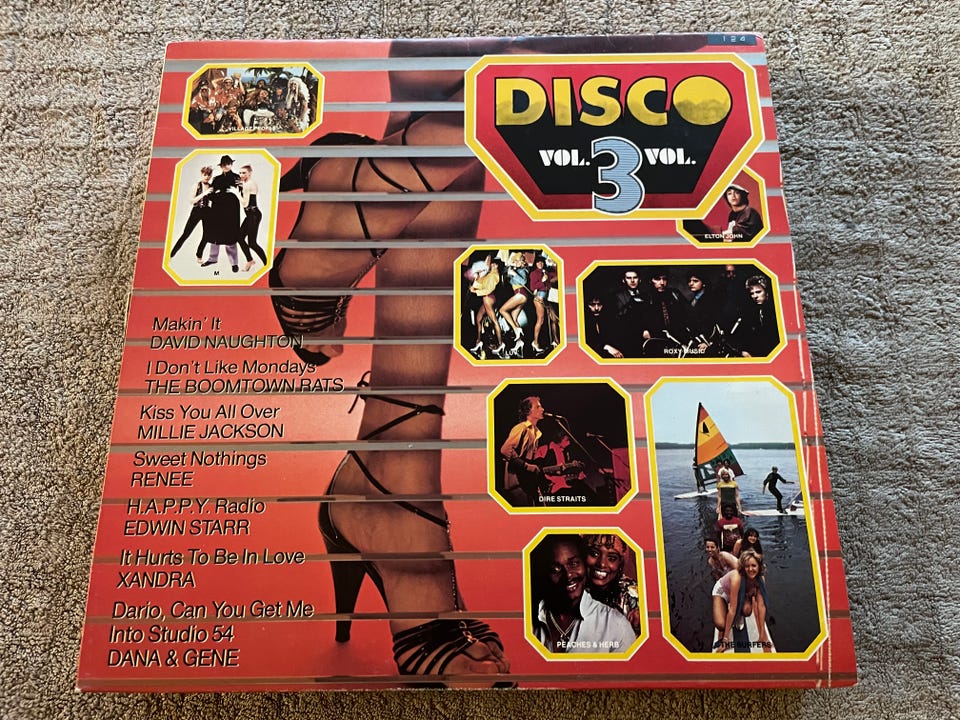 124
DISCO
VOL. 3 VOL.
VILLAGE PEOPLE
M
ELTON JOHN
LUV'
ROXY MUSIC
DIRE STRAITS
PEACHES & HERB
THE SURFERS
Makin' It
DAVID NAUGHTON
I Don't Like Mondays
THE BOOMTOWN RATS
Kiss You All Over
MILLIE JACKSON
Sweet Nothings
RENEE
H.A.P.P.Y. Radio
EDWIN STARR
It Hurts To Be In Love
XANDRA
Dario, Can You Get Me
Into Studio 54
DANA & GENE